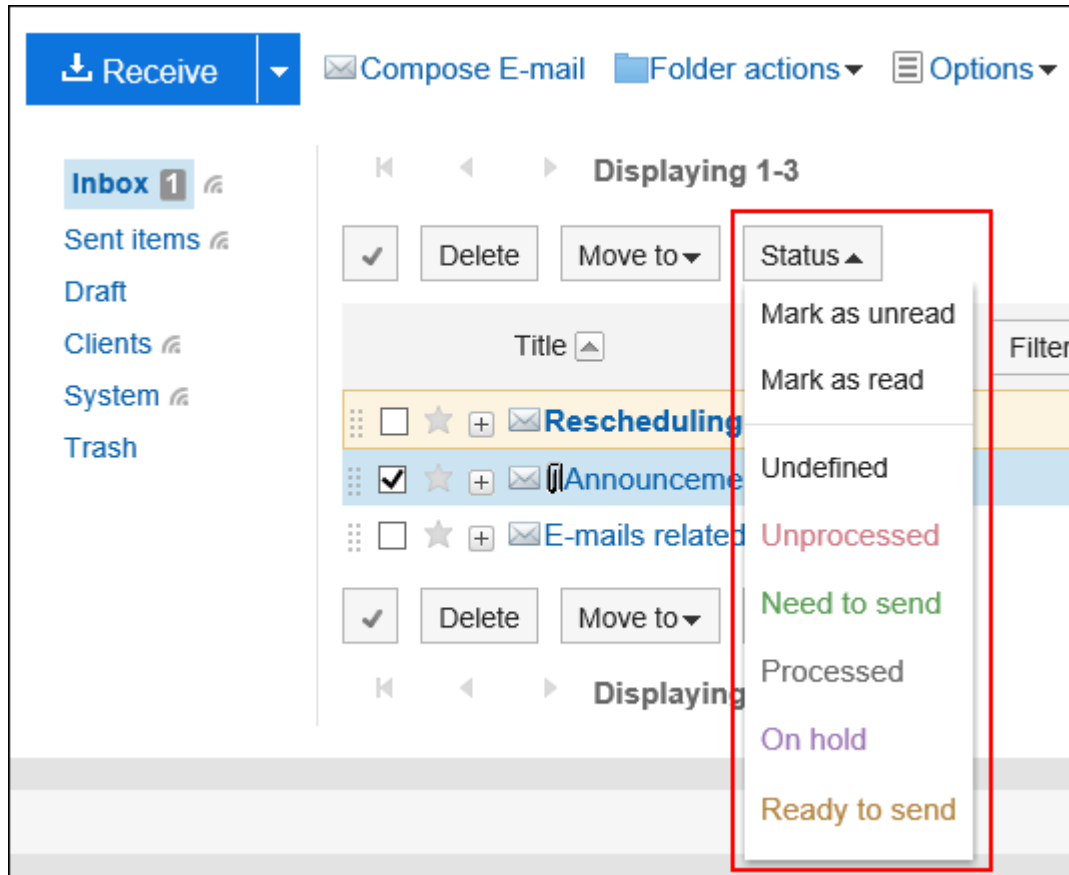 Receive Compose E-mail Folder actions Options
Inbox 1
Sent items
Draft
Clients
System
Trash
Displaying 1-3
Delete Move to Status
Title Filter
Rescheduling
Announceme
E-mails related
Mark as unread
Mark as read
Undefined
Unprocessed
Need to send
Processed
On hold
Ready to send
Delete Move to
Displaying